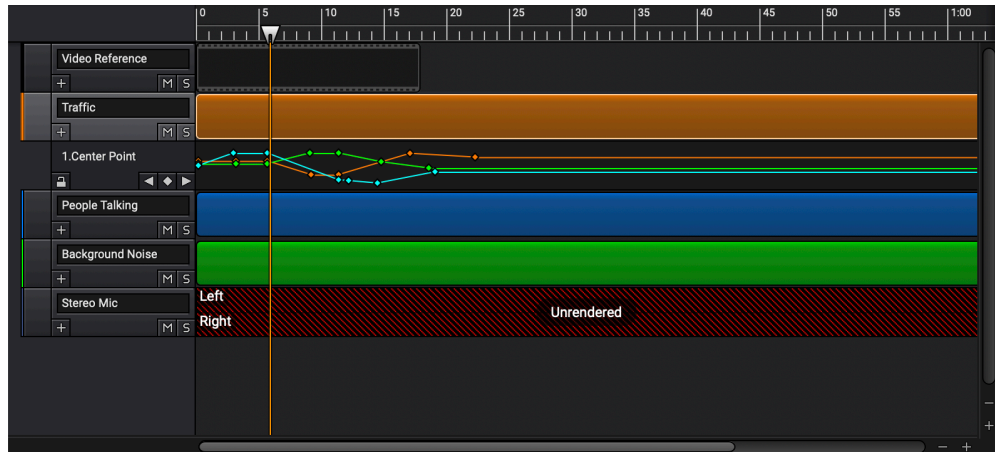 0 5 10 15 20 25 30 35 40 45 50 55 1:00
Video Reference
+ M S
Traffic
+ M S
1.Center Point
People Talking
+ M S
Background Noise
+ M S
Stereo Mic
+ M S
Left
Right
Unrendered
−
+
− +